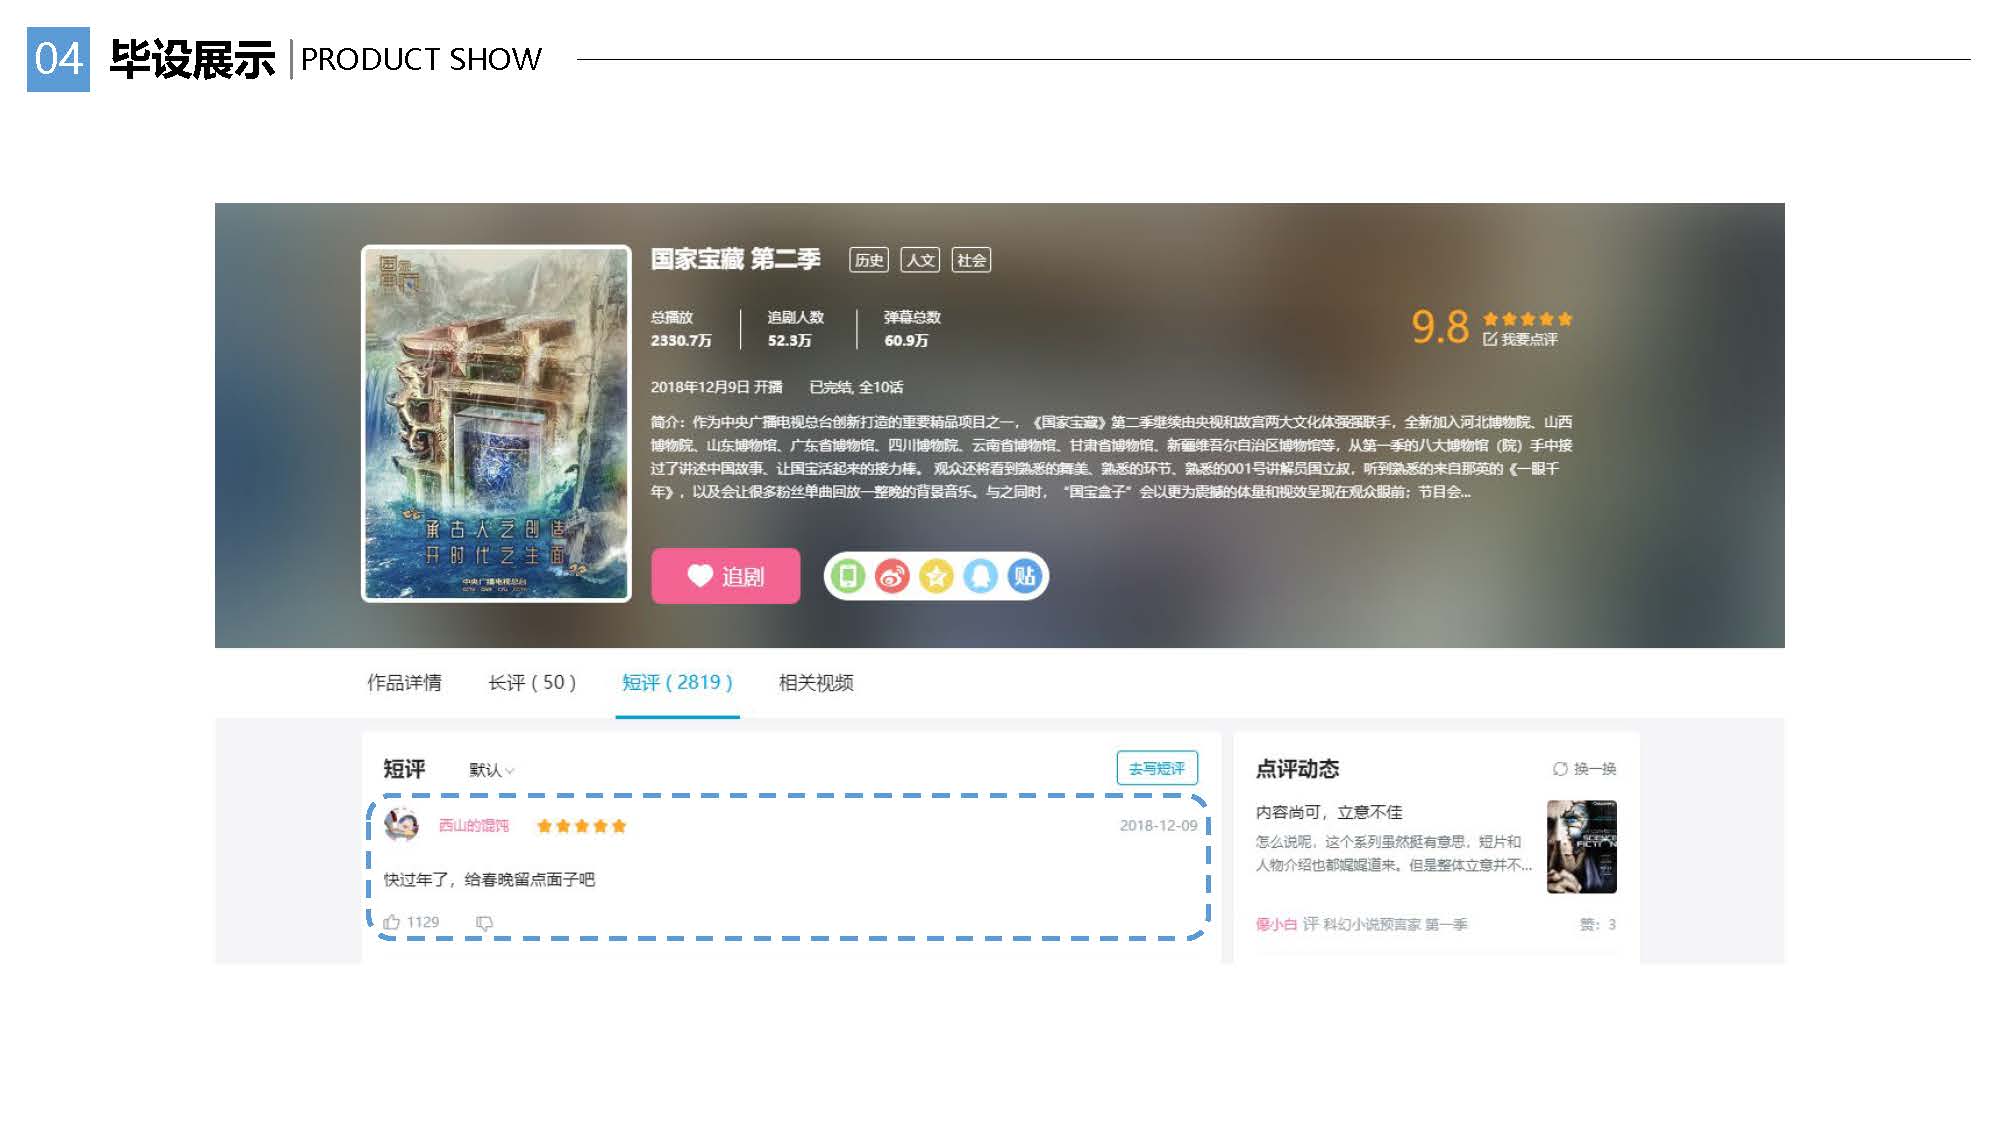 04 毕设展示 PRODUCT SHOW
国家宝藏 第二季 历史 人文 社会
总播放 追剧人数 弹幕总数
2330.7万 52.3万 60.9万
9.8
我要点评
2018年12月9日 开播 已完结, 全10话
简介：作为中央广播电视总台创新打造的重要精品项目之一，《国家宝藏》第二季继续由央视和故宫两大文化体强强联手，全新加入河北博物院、山西
博物院、山东博物馆、广东省博物馆、四川博物院、云南省博物馆、甘肃省博物馆、新疆维吾尔自治区博物馆等，从第一季的八大博物馆（院）手中接
过了讲述中国故事、让国宝活起来的接力棒。 观众还将看到熟悉的舞美、熟悉的环节、熟悉的001号讲解员国立叔，听到熟悉的来自那英的《一眼千
年》，以及会让很多粉丝单曲回放一整晚的背景音乐。与之同时，“国宝盒子”会以更为震撼的体量和视效呈现在观众眼前；节目会...
承古人之创造
开时代之生面
中央广播电视总台
追剧
贴
作品详情 长评 ( 50 ) 短评 ( 2819 ) 相关视频
短评 默认 去写短评
西山的馄饨 2018-12-09
快过年了，给春晚留点面子吧
1129
点评动态 换一换
内容尚可，立意不佳
怎么说呢，这个系列虽然挺有意思，短片和
人物介绍也都娓娓道来。但是整体立意并不...
SCIENCE
FICTION
傻小白 评 科幻小说预言家 第一季 赞：3